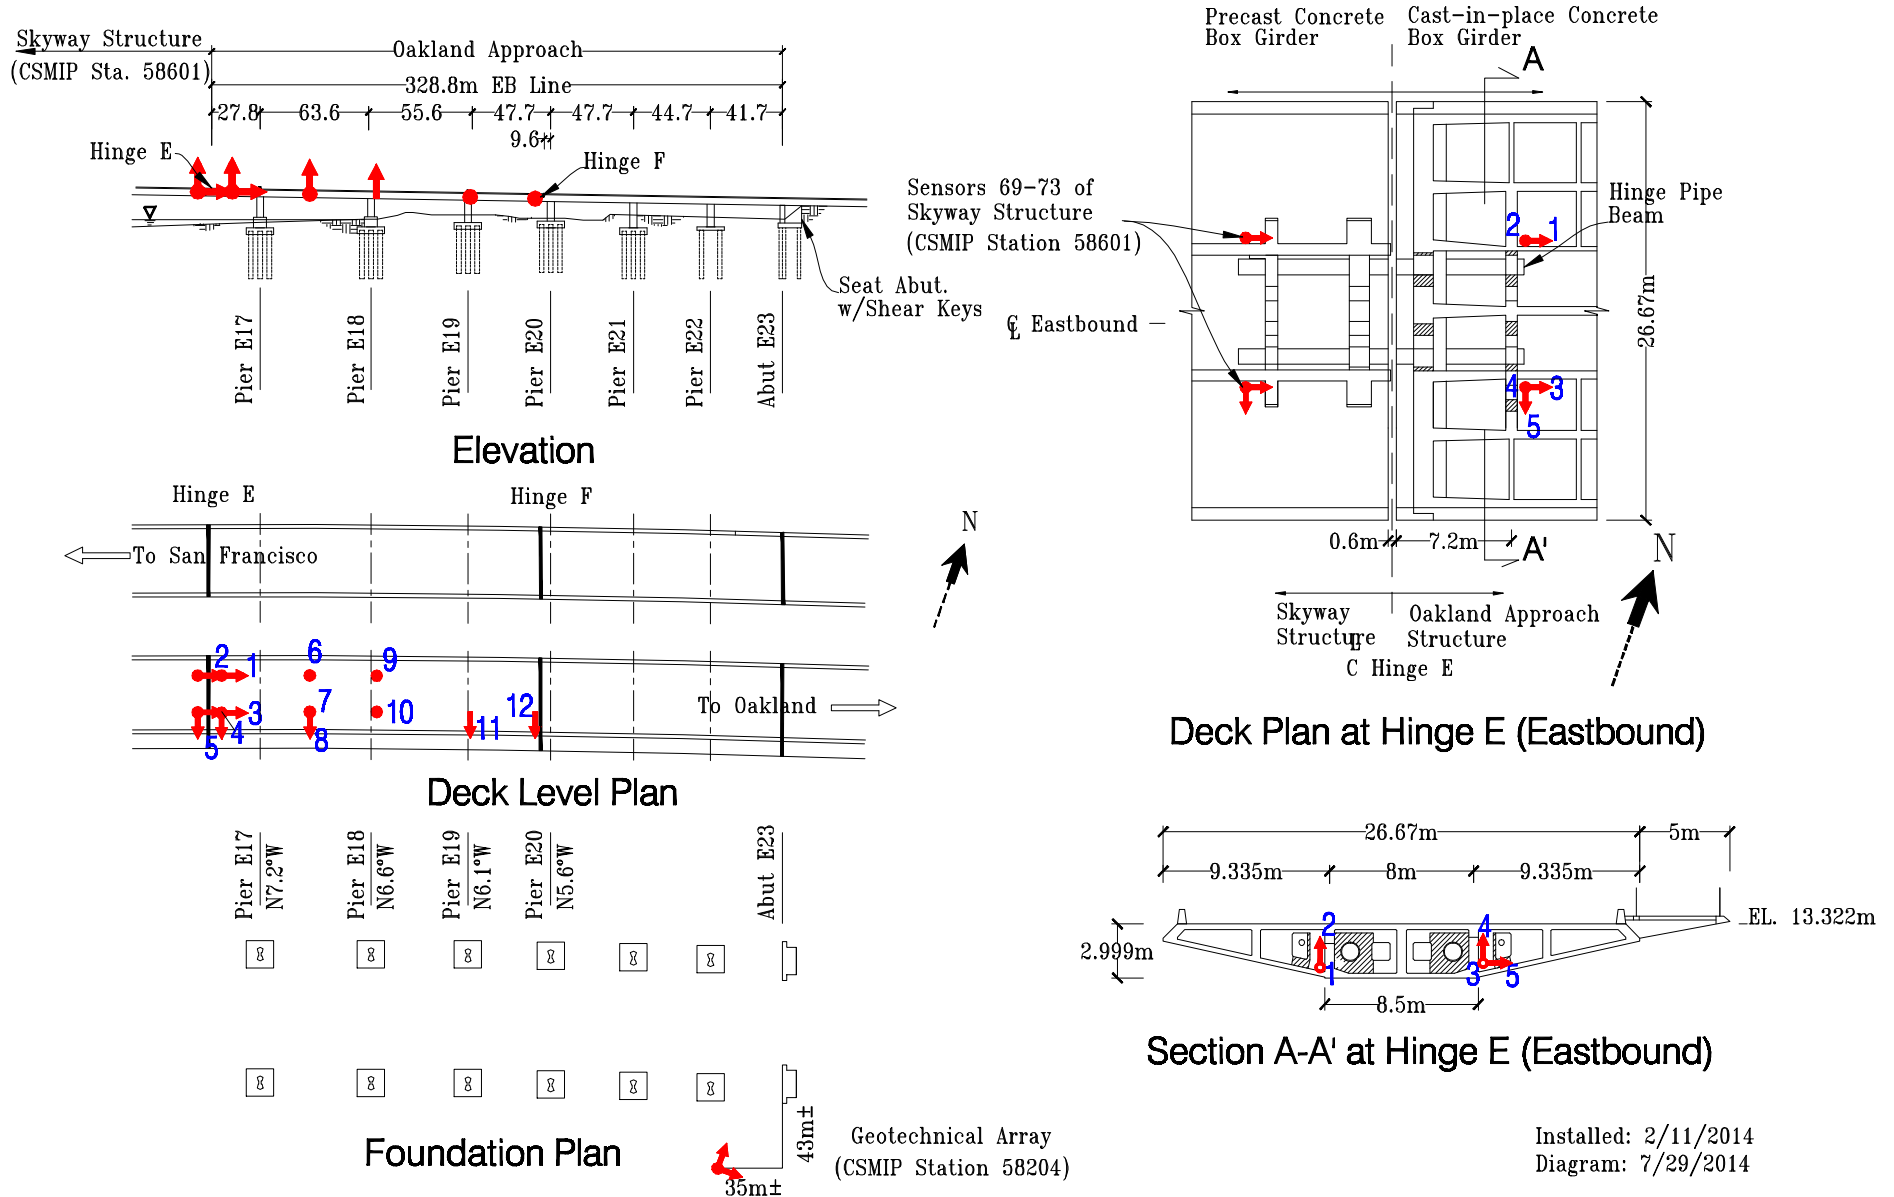 Skyway Structure
(CSMIP Sta. 58601)
Oakland Approach
328.8m EB Line
27.8
63.6
55.6
47.7
47.7
44.7
41.7
9.6
Hinge E
Hinge F
Seat Abut.
w/Shear Keys
Pier E17
Pier E18
Pier E19
Pier E20
Pier E21
Pier E22
Abut E23
Elevation
Hinge E
Hinge F
To San Francisco
N
2
1
6
9
3
7
10
12
11
4
5
8
To Oakland
Deck Level Plan
Pier E17
N7.2°W
Pier E18
N6.6°W
Pier E19
N6.1°W
Pier E20
N5.6°W
Abut E23
Foundation Plan
43m±
35m±
Geotechnical Array
(CSMIP Station 58204)
Precast Concrete
Box Girder
Cast-in-place Concrete
Box Girder
A
Sensors 69-73 of
Skyway Structure
(CSMIP Station 58601)
Hinge Pipe
Beam
2
1
CL Eastbound
26.67m
4
3
5
0.6m
7.2m
A'
N
Skyway
Structure
Oakland Approach
Structure
L
C Hinge E
Deck Plan at Hinge E (Eastbound)
26.67m
5m
9.335m
8m
9.335m
EL. 13.322m
2.999m
2
1
4
3
5
8.5m
Section A-A' at Hinge E (Eastbound)
Installed: 2/11/2014
Diagram: 7/29/2014